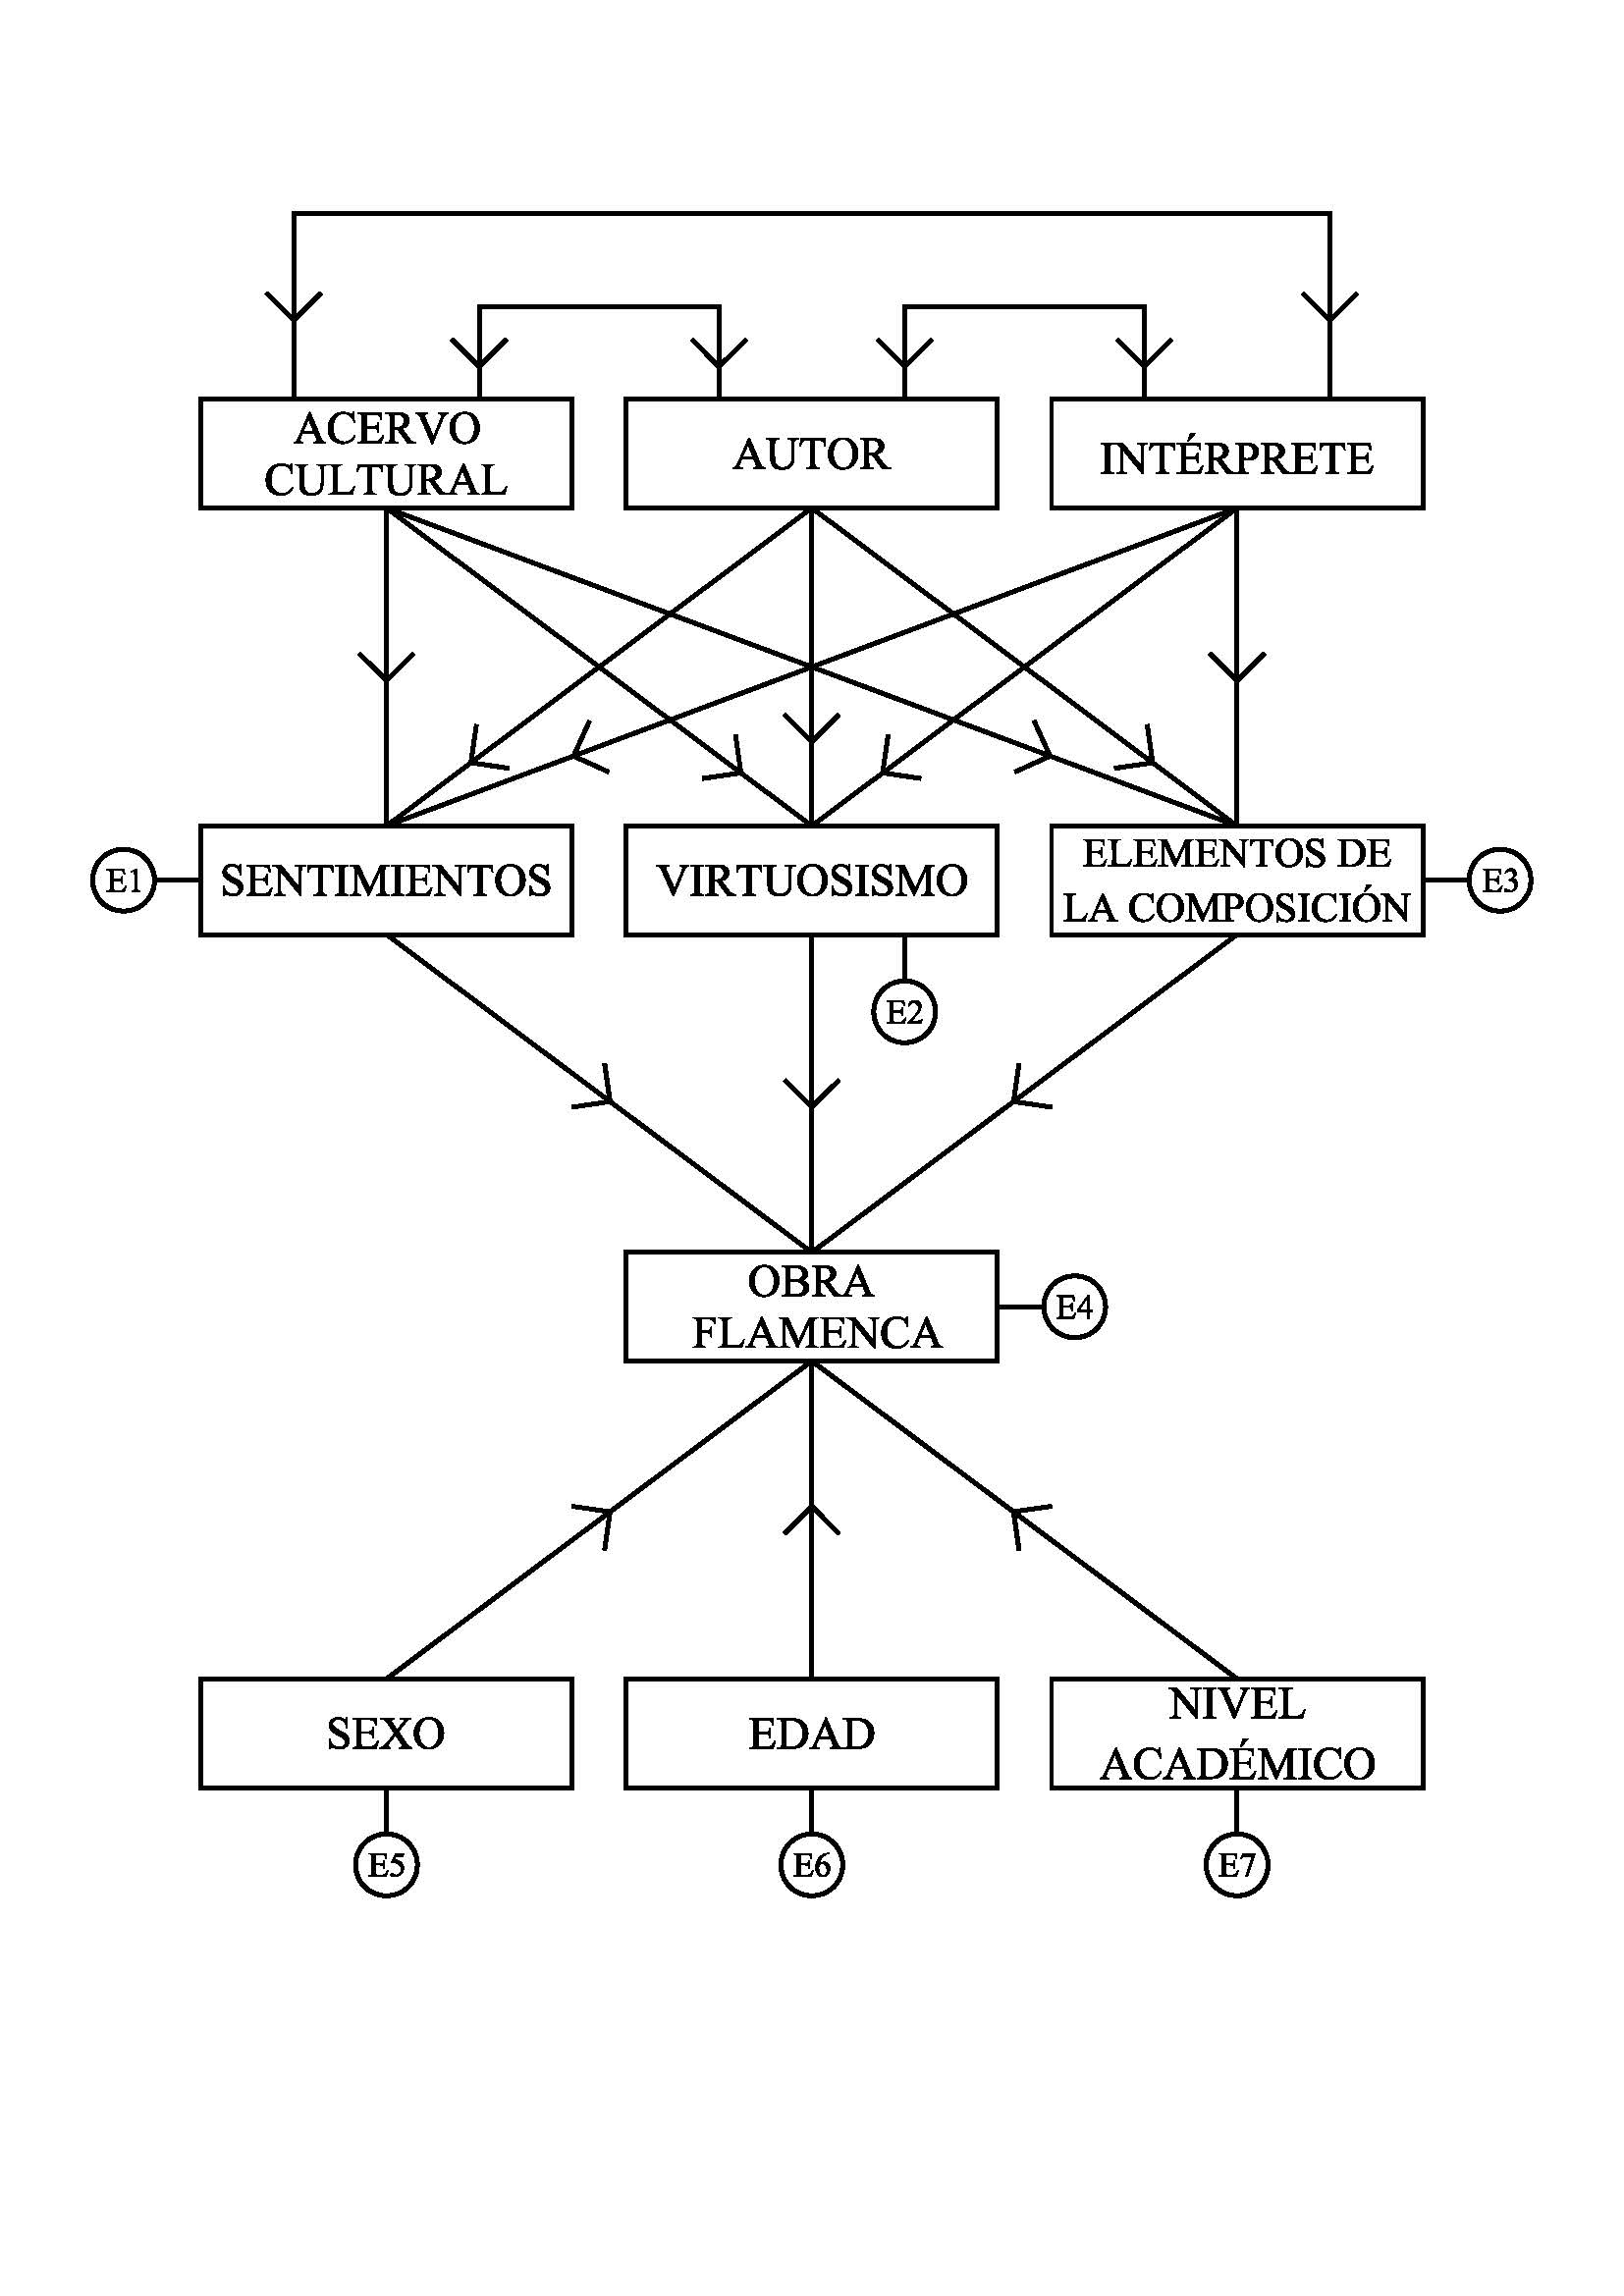 ACERVO
CULTURAL
AUTOR
INTÉRPRETE
E1
SENTIMIENTOS
VIRTUOSISMO
ELEMENTOS DE
LA COMPOSICIÓN
E3
E2
OBRA
FLAMENCA
E4
SEXO
EDAD
NIVEL
ACADÉMICO
E5
E6
E7